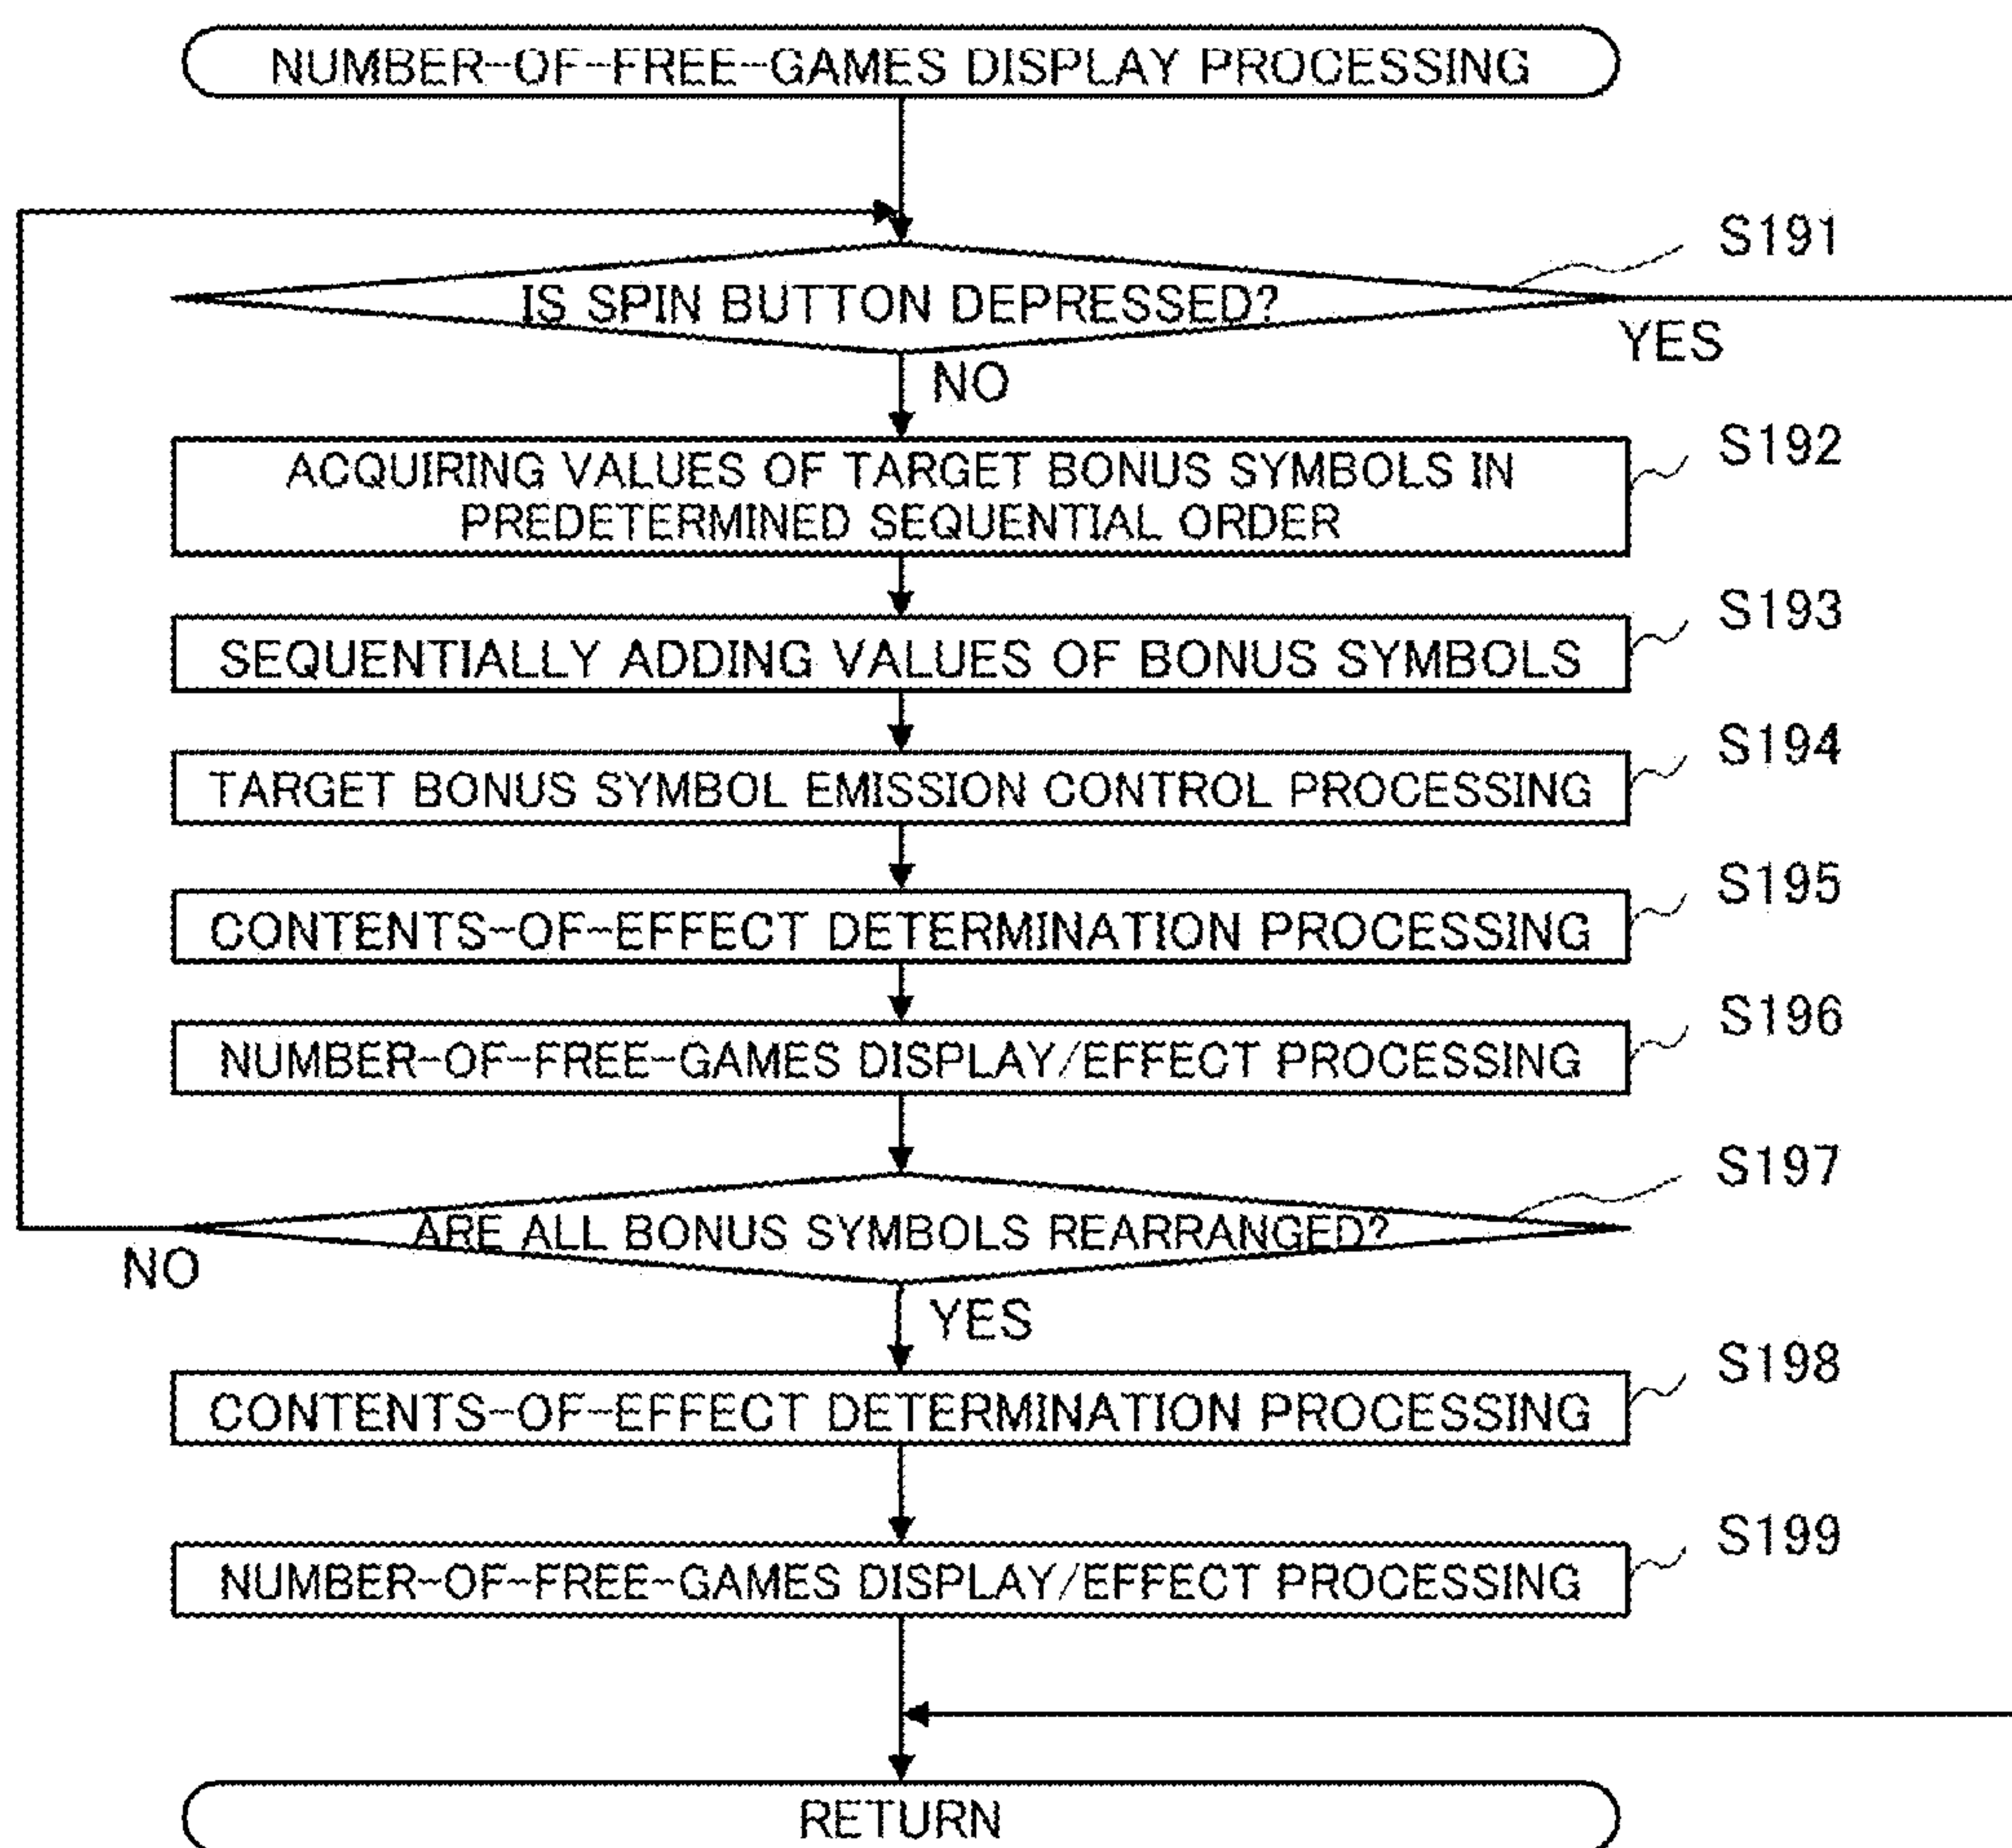 NUMBER-OF-FREE-GAMES DISPLAY PROCESSING
S191
IS SPIN BUTTON DEPRESSED?
YES
NO
S192
ACQUIRING VALUES OF TARGET BONUS SYMBOLS IN
PREDETERMINED SEQUENTIAL ORDER
S193
SEQUENTIALLY ADDING VALUES OF BONUS SYMBOLS
S194
TARGET BONUS SYMBOL EMISSION CONTROL PROCESSING
S195
CONTENTS-OF-EFFECT DETERMINATION PROCESSING
S196
NUMBER-OF-FREE-GAMES DISPLAY/EFFECT PROCESSING
S197
ARE ALL BONUS SYMBOLS REARRANGED?
NO
YES
S198
CONTENTS-OF-EFFECT DETERMINATION PROCESSING
S199
NUMBER-OF-FREE-GAMES DISPLAY/EFFECT PROCESSING
RETURN